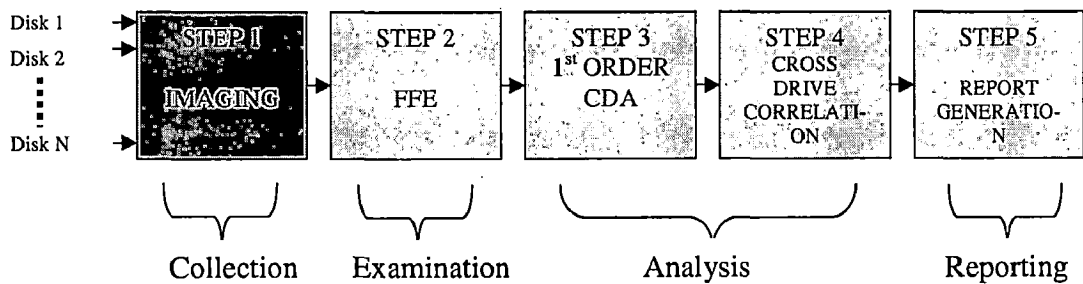 Disk 1
Disk 2
Disk N
STEP 1
IMAGING
STEP 2
FFE
STEP 3
1st ORDER
CDA
STEP 4
CROSS
DRIVE
CORRELATI-
ON
STEP 5
REPORT
GENERATIO-
N
Collection
Examination
Analysis
Reporting